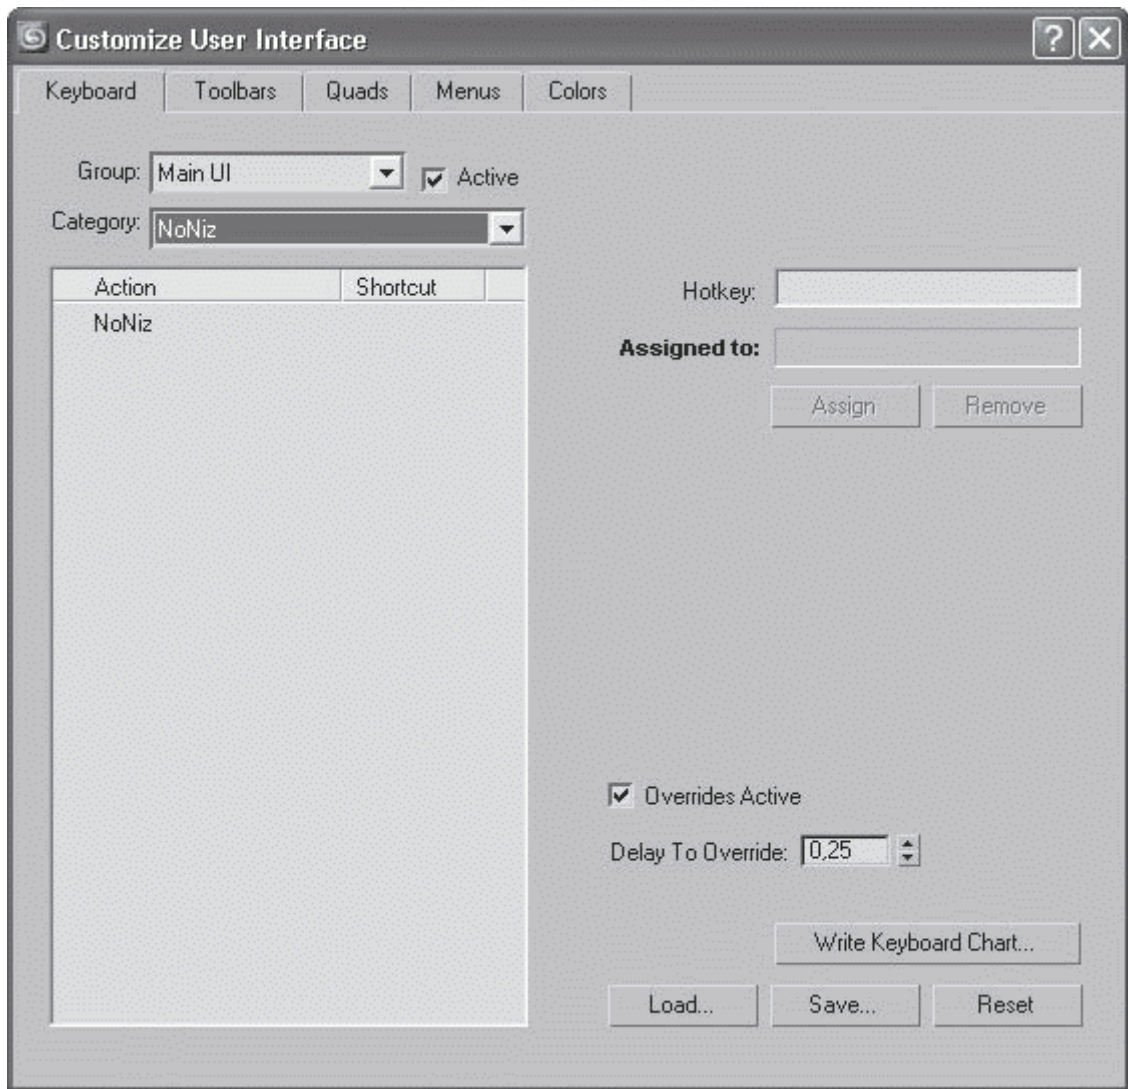 Customize User Interface
Keyboard Toolbars Quads Menus Colors
Group: Main UI Active
Category: NoNiz
Action Shortcut
NoNiz
Hotkey:
Assigned to:
Assign Remove
Overrides Active
Delay To Override: 0,25
Write Keyboard Chart...
Load... Save... Reset